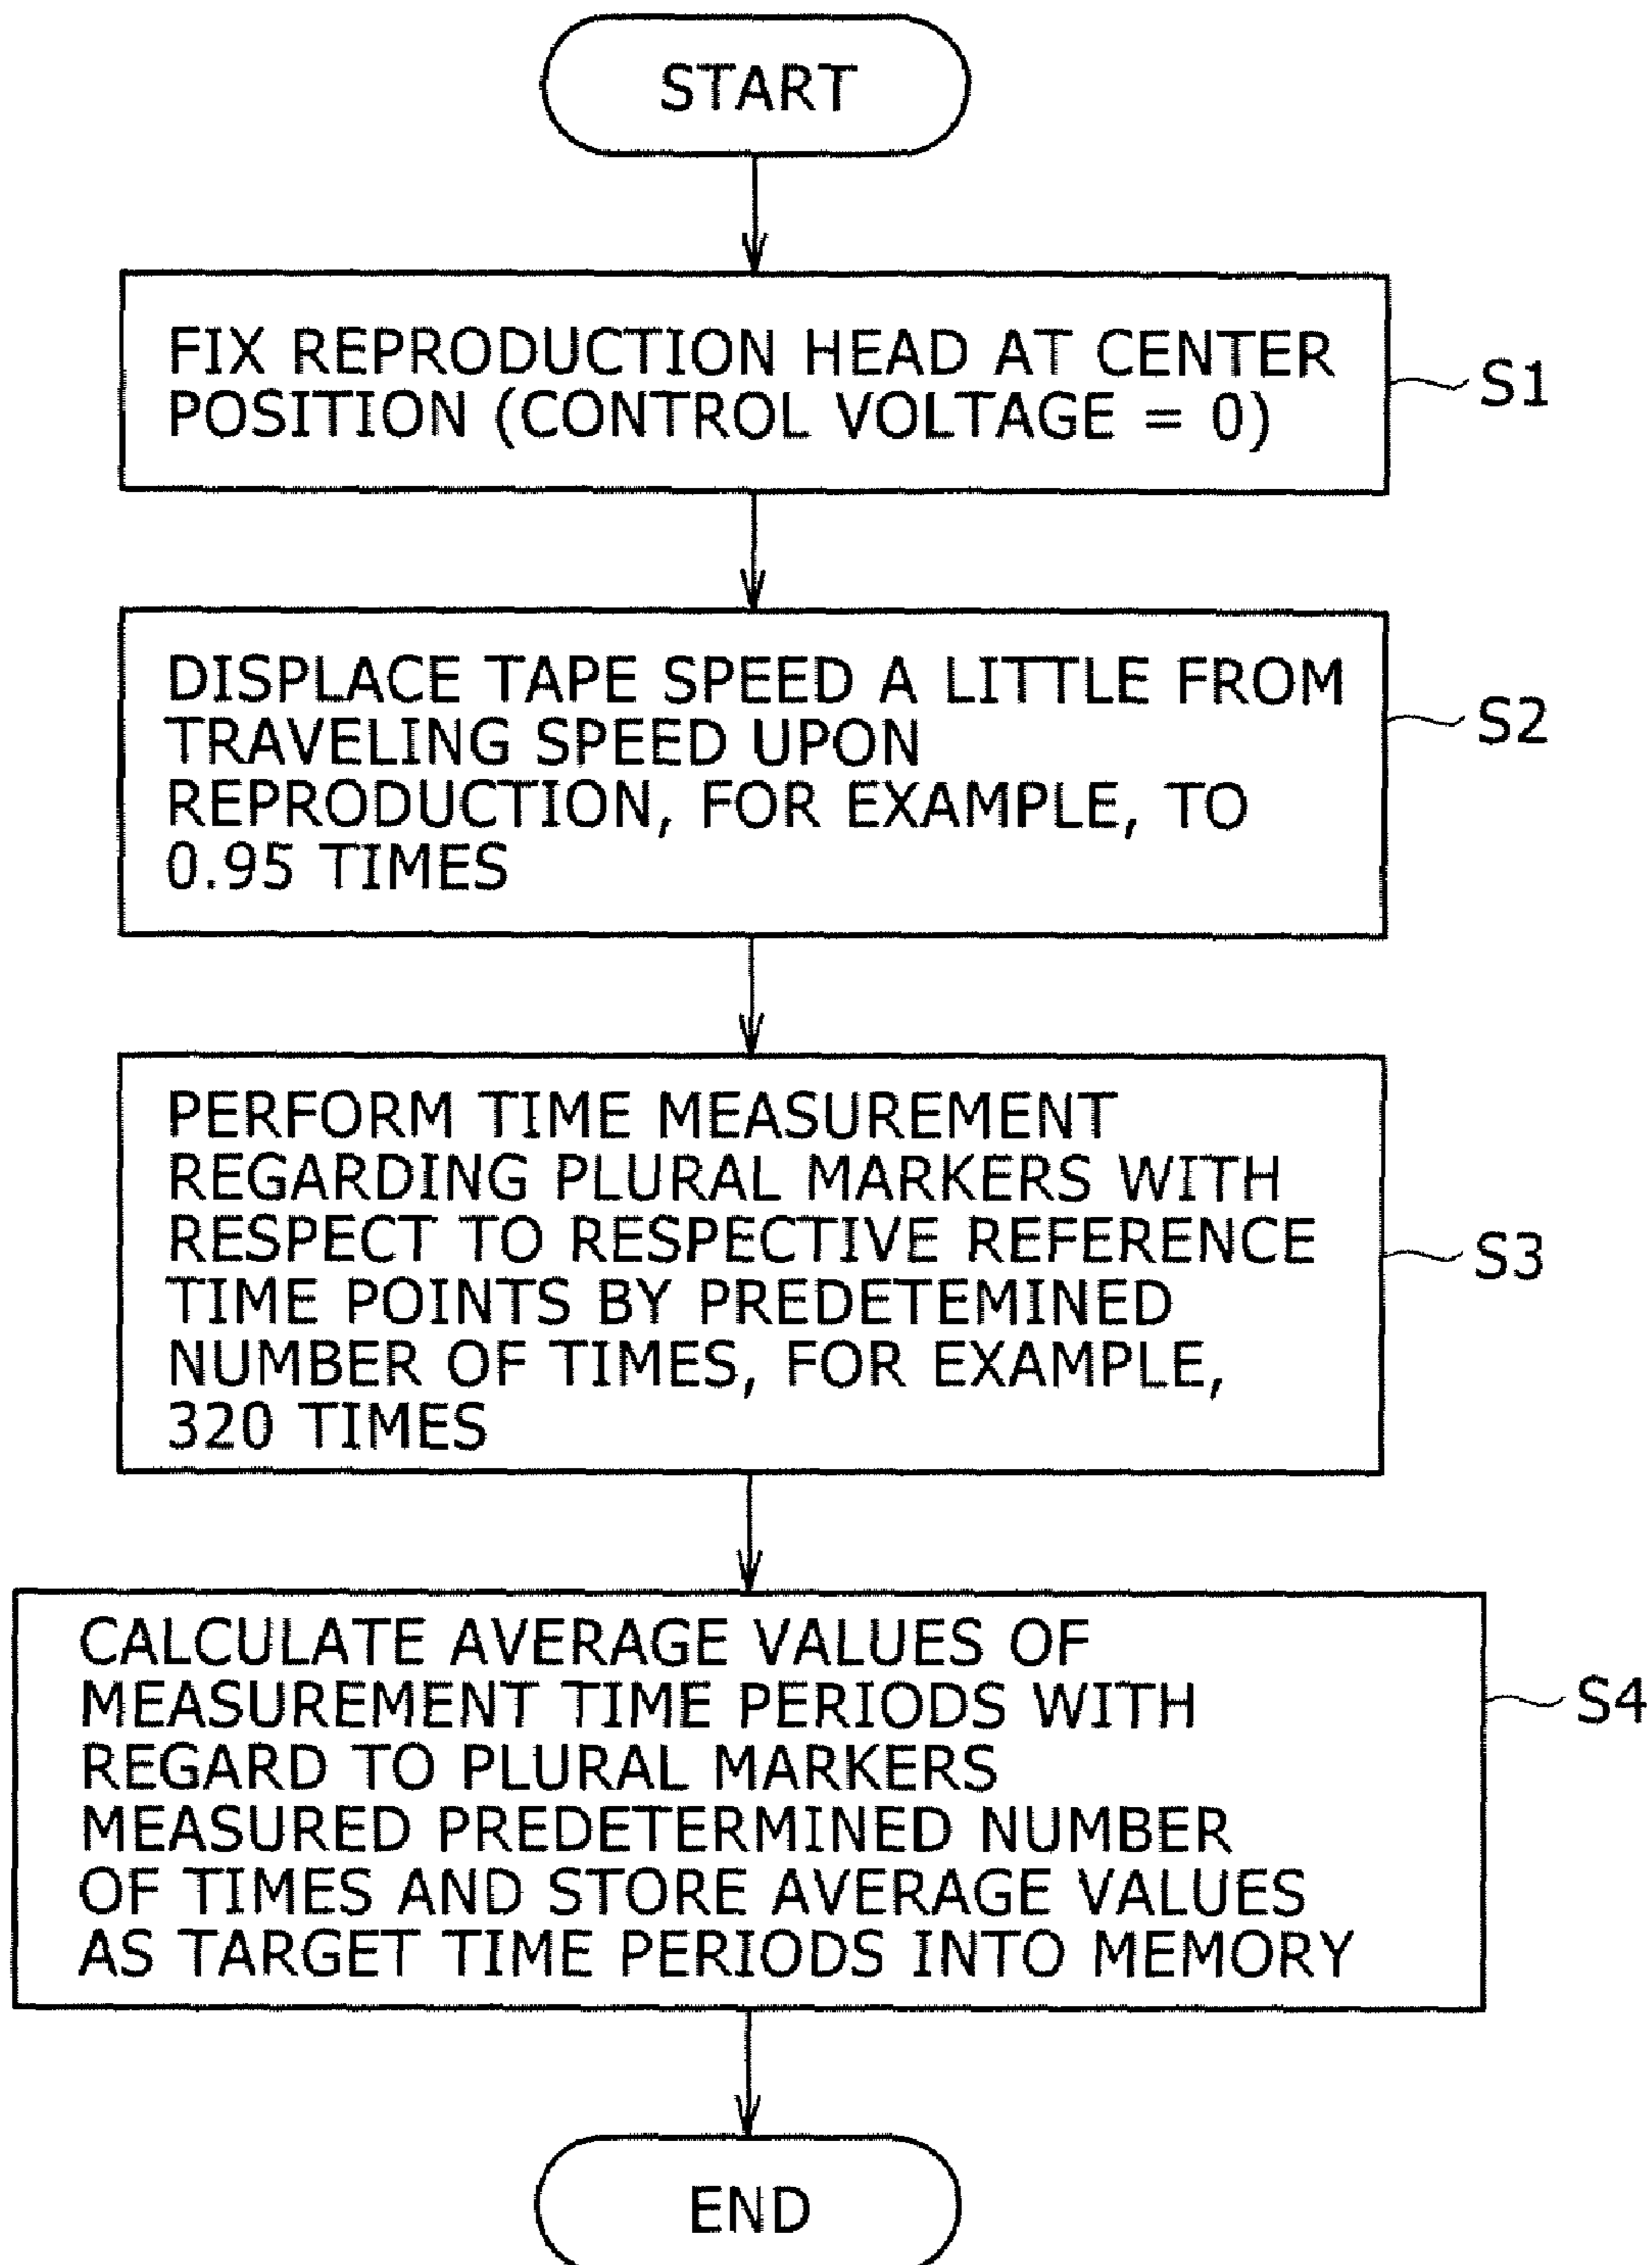 START
FIX REPRODUCTION HEAD AT CENTER
POSITION (CONTROL VOLTAGE = 0)
S1
DISPLACE TAPE SPEED A LITTLE FROM
TRAVELING SPEED UPON
REPRODUCTION, FOR EXAMPLE, TO
0.95 TIMES
S2
PERFORM TIME MEASUREMENT
REGARDING PLURAL MARKERS WITH
RESPECT TO RESPECTIVE REFERENCE
TIME POINTS BY PREDETEMINED
NUMBER OF TIMES, FOR EXAMPLE,
320 TIMES
S3
CALCULATE AVERAGE VALUES OF
MEASUREMENT TIME PERIODS WITH
REGARD TO PLURAL MARKERS
MEASURED PREDETERMINED NUMBER
OF TIMES AND STORE AVERAGE VALUES
AS TARGET TIME PERIODS INTO MEMORY
S4
END